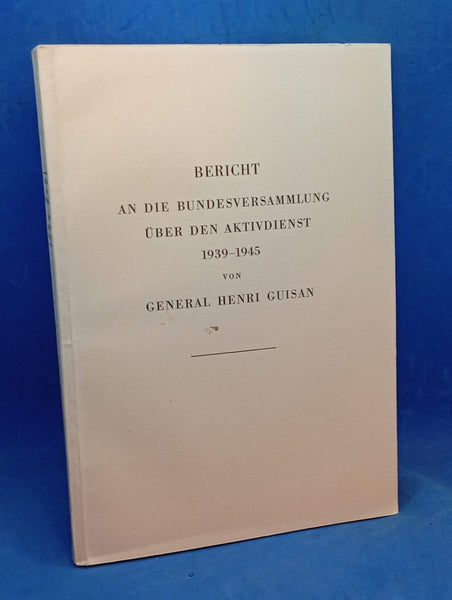 BERICHT
AN DIE BUNDESVERSAMMLUNG
ÜBER DEN AKTIVDIENST
1939–1945
VON
GENERAL HENRI GUISAN